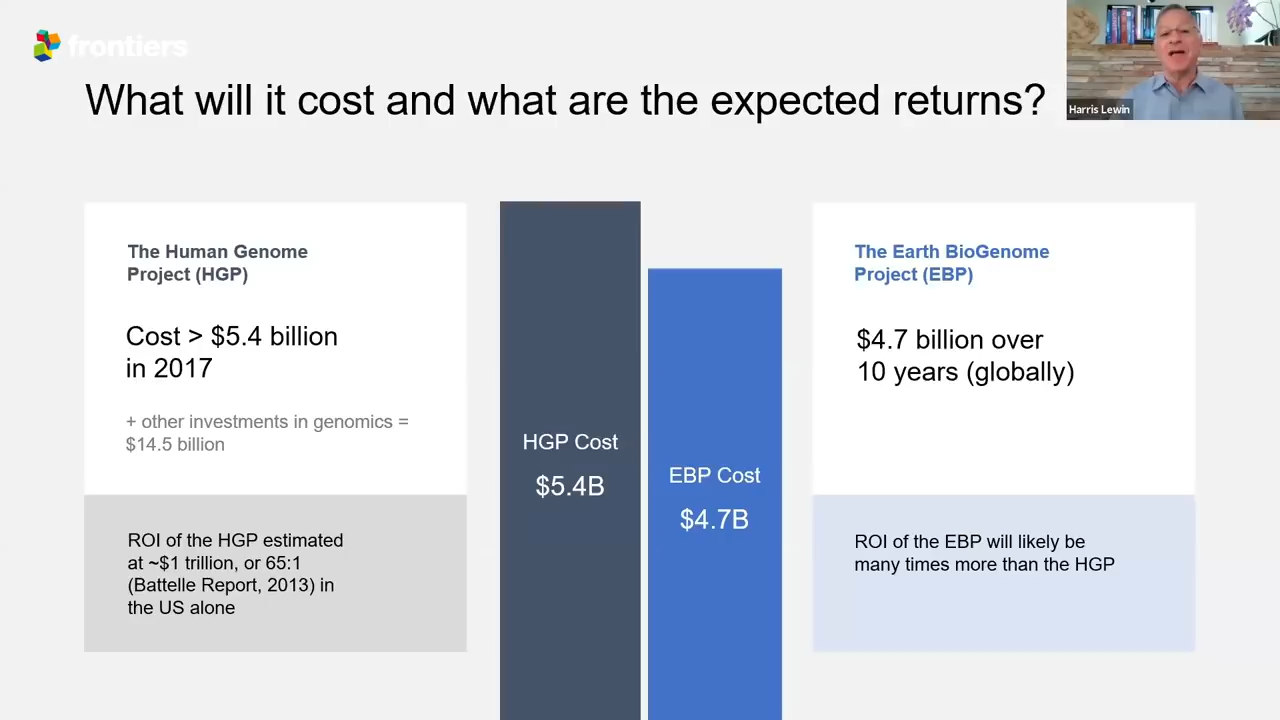 frontiers
What will it cost and what are the expected returns?
Harris Lewin
The Human Genome
Project (HGP)
Cost > $5.4 billion
in 2017
+ other investments in genomics =
$14.5 billion
ROI of the HGP estimated
at ~$1 trillion, or 65:1
(Battelle Report, 2013) in
the US alone
HGP Cost
$5.4B
EBP Cost
$4.7B
The Earth BioGenome
Project (EBP)
$4.7 billion over
10 years (globally)
ROI of the EBP will likely be
many times more than the HGP